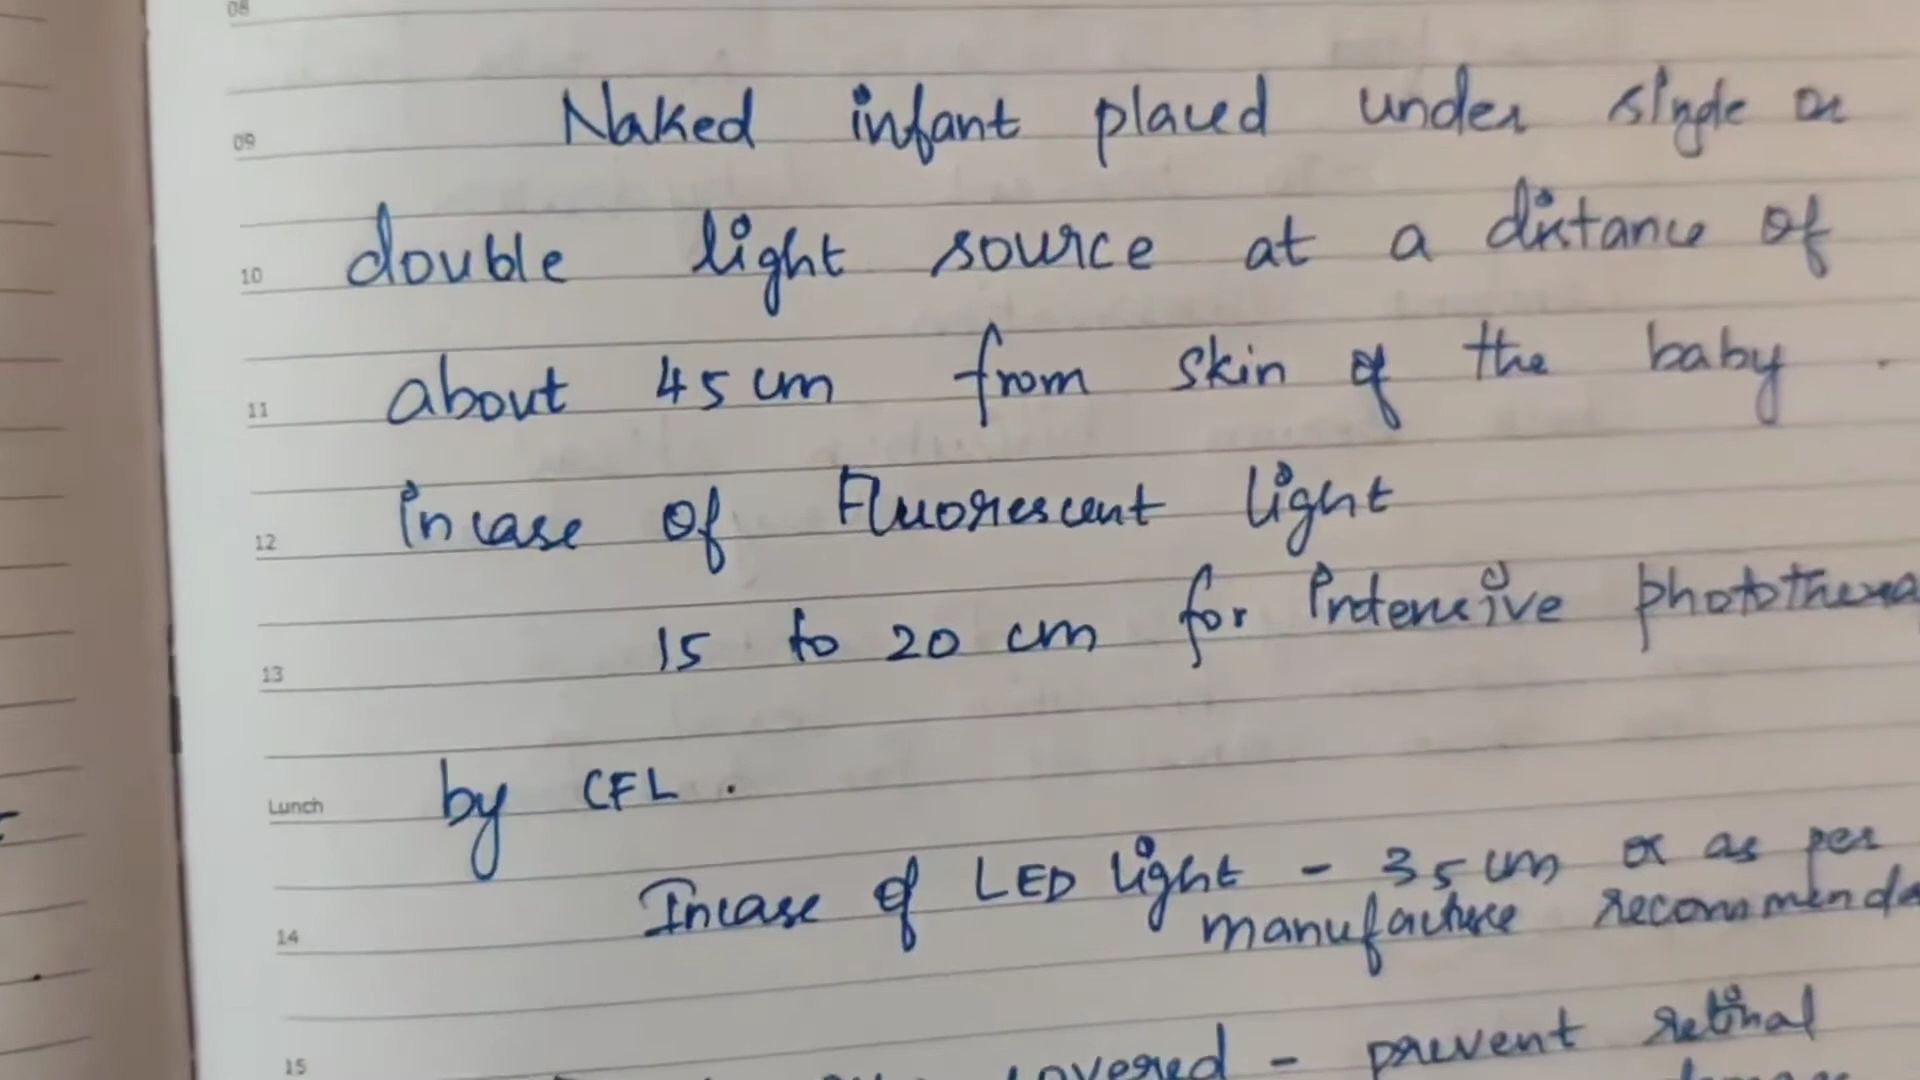 08
09 Naked infant placed under single or
10 double light source at a distance of
11 about 45 cm from skin of the baby .
12 incase of Fluorescent light
13 15 to 20 cm for intensive photothera
Lunch by CFL .
14 Incase of LED light - 35 cm or as per
manufacture recommenda
15 covered - prevent retinal